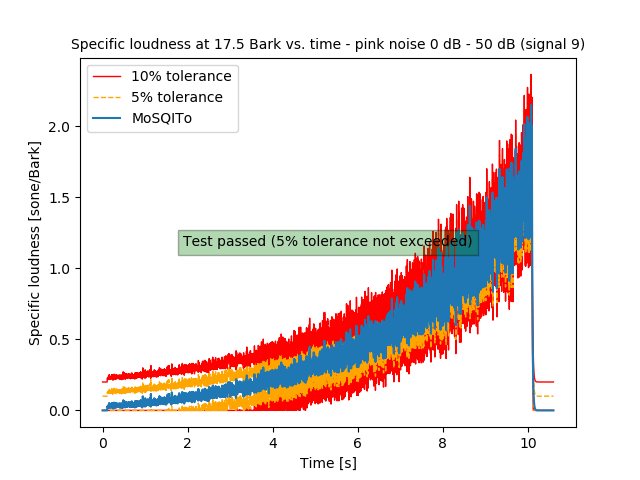 Specific loudness at 17.5 Bark vs. time - pink noise 0 dB - 50 dB (signal 9)
10% tolerance
5% tolerance
MoSQITo
Test passed (5% tolerance not exceeded)
Specific loudness [sone/Bark]
2.0
1.5
1.0
0.5
0.0
0 2 4 6 8 10
Time [s]